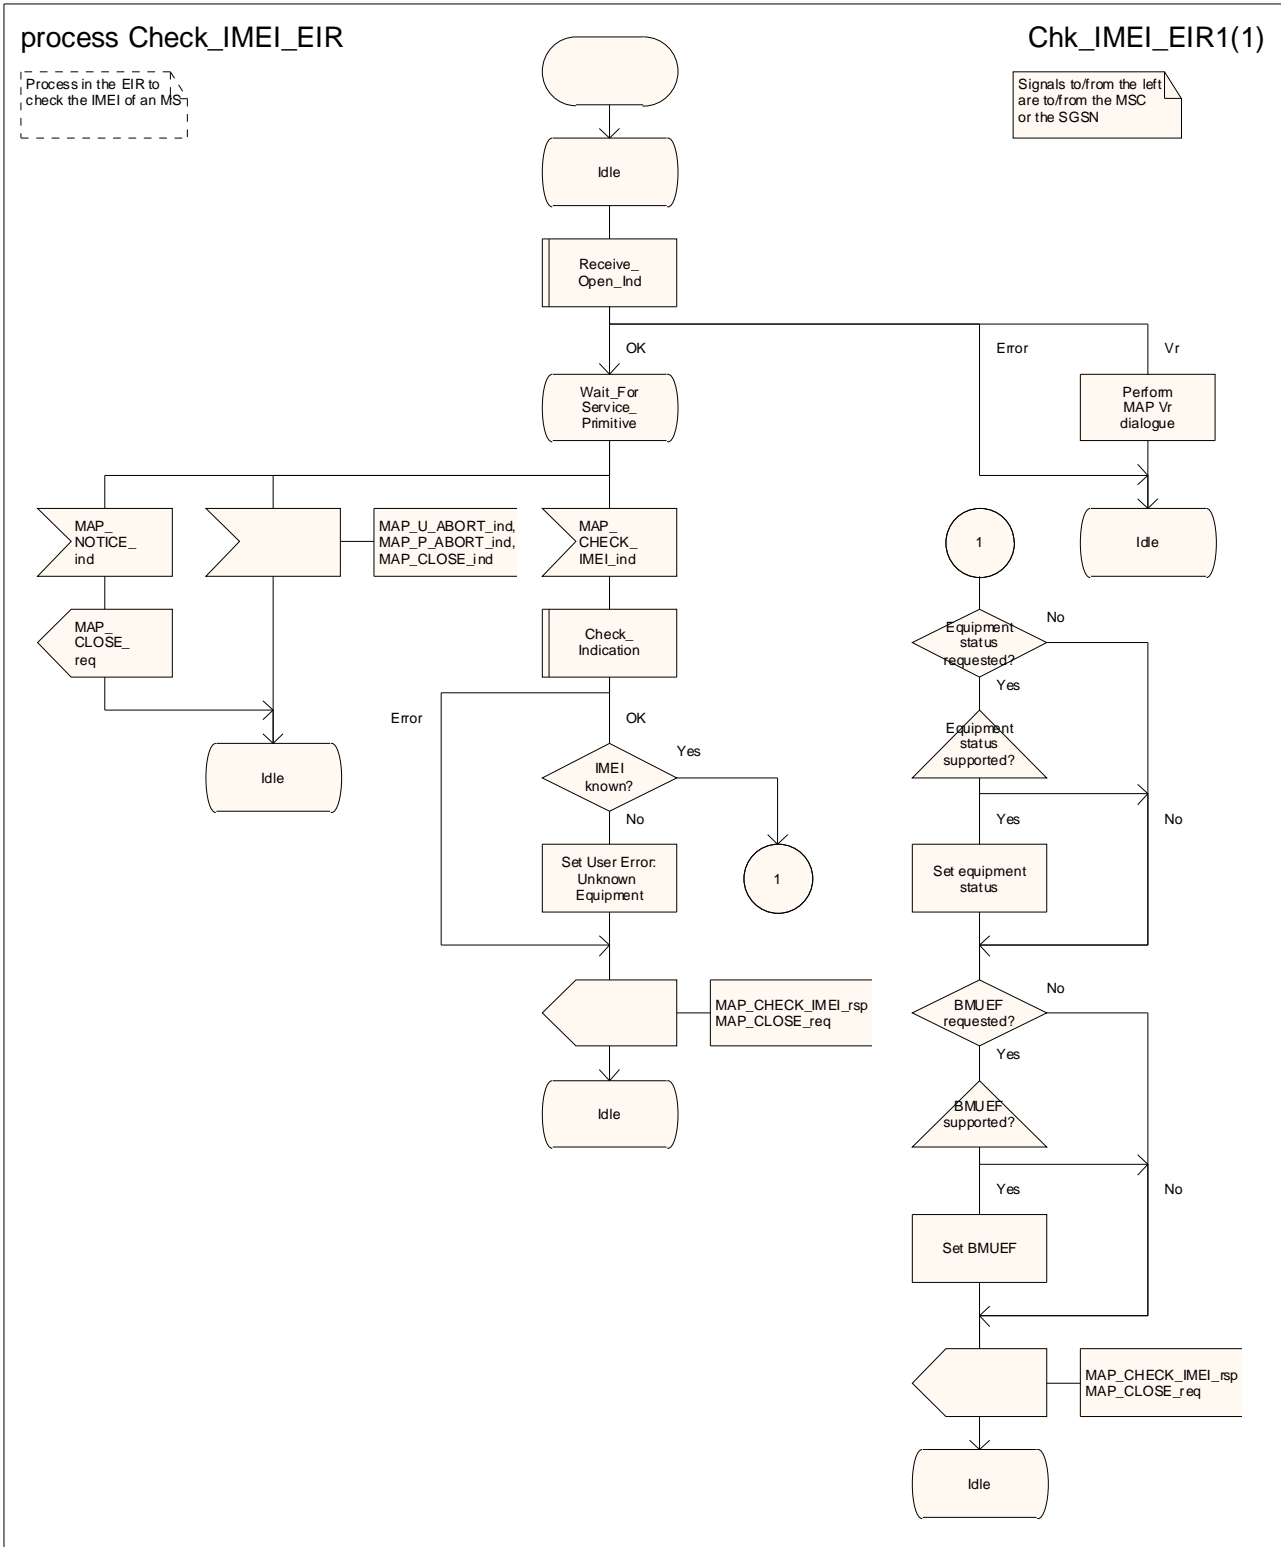 process Check_IMEI_EIR
Chk_IMEI_EIR1(1)
Process in the EIR to
check the IMEI of an MS
Signals to/from the left
are to/from the MSC
or the SGSN
Idle
Receive_
Open_Ind
OK
Error
Vr
Wait_For
Service_
Primitive
Perform
MAP Vr
dialogue
MAP_
NOTICE_
ind
MAP_U_ABORT_ind,
MAP_P_ABORT_ind,
MAP_CLOSE_ind
MAP_
CHECK_
IMEI_ind
1
Idle
MAP_
CLOSE_
req
Check_
Indication
Equipment
status
requested?
No
Yes
Error
OK
Equipment
status
supported?
Idle
IMEI
known?
Yes
No
Yes
No
Set User Error:
Unknown
Equipment
1
Set equipment
status
MAP_CHECK_IMEI_rsp
MAP_CLOSE_req
BMUEF
requested?
No
Yes
Idle
BMUEF
supported?
Yes
No
Set BMUEF
MAP_CHECK_IMEI_rsp
MAP_CLOSE_req
Idle